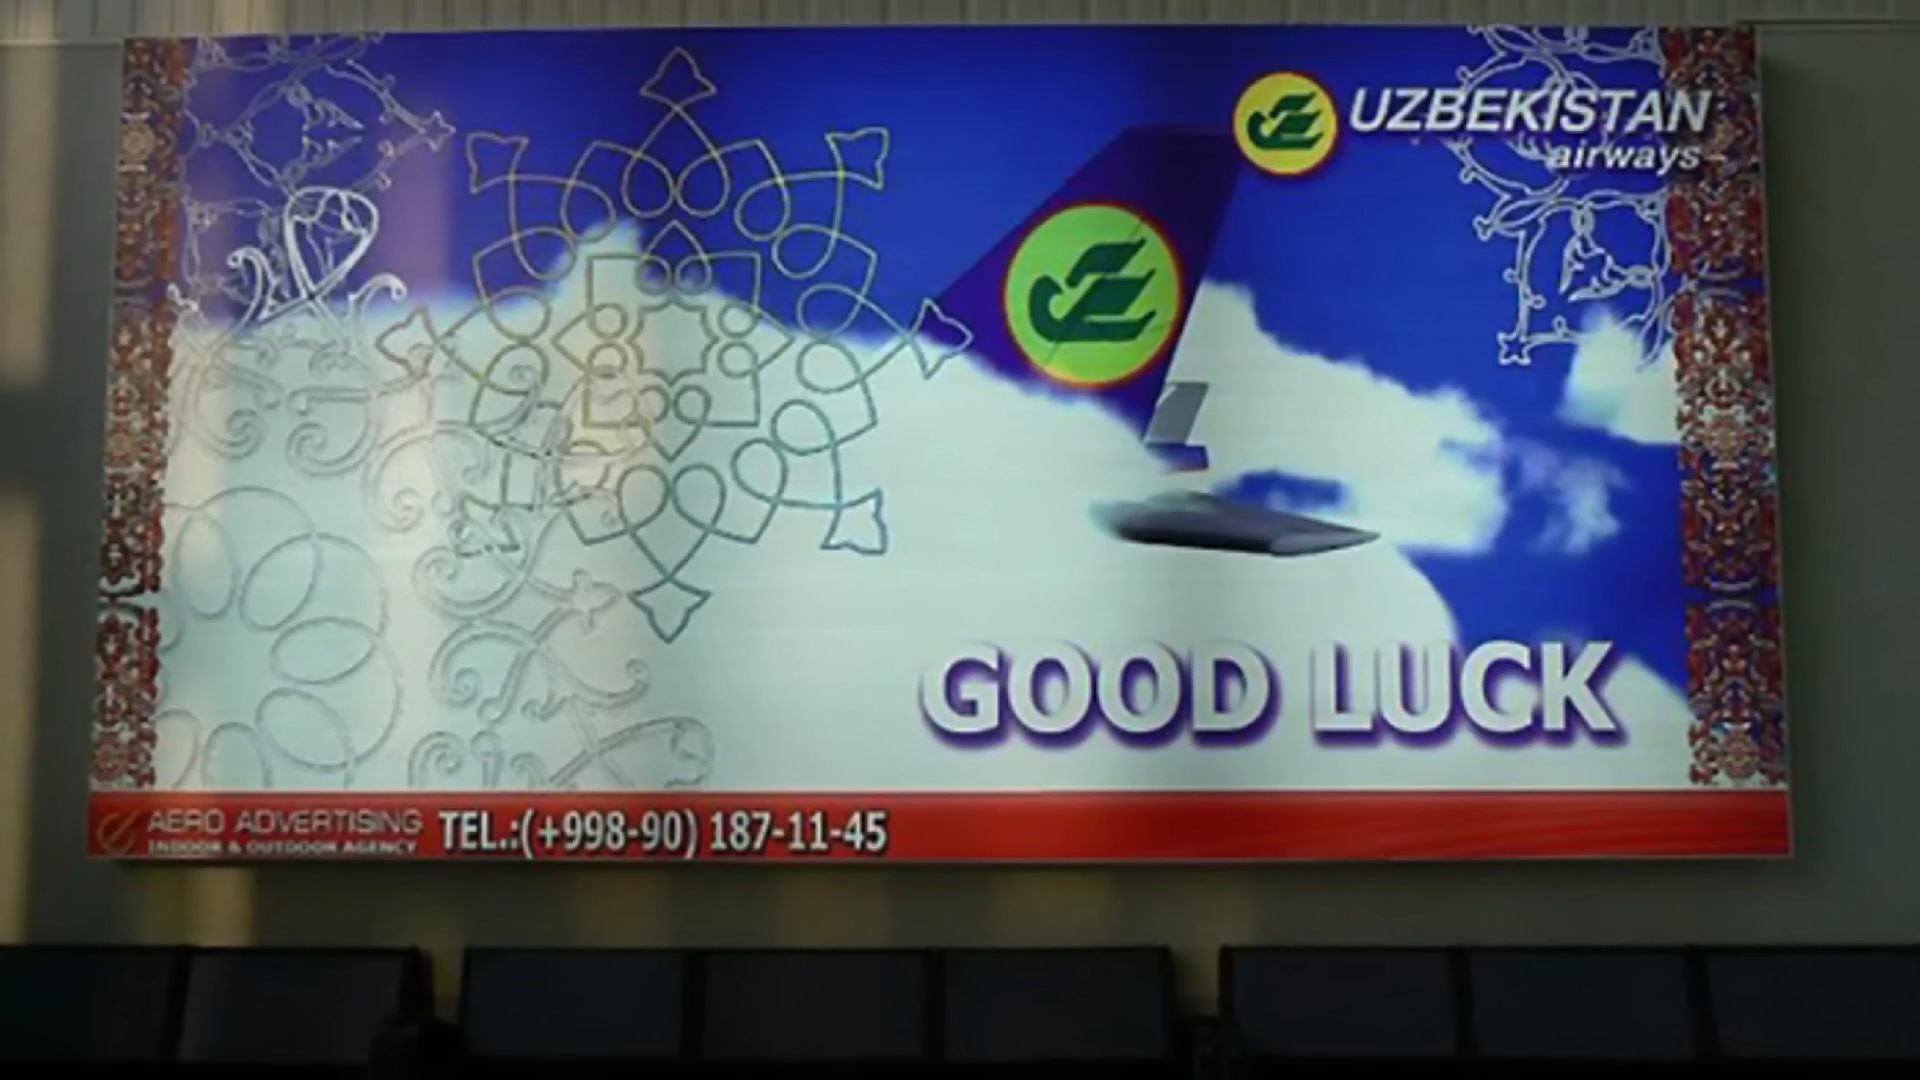 UZBEKISTAN
airways
GOOD LUCK
AERO ADVERTISING
INDOOR & OUTDOOR AGENCY
TEL.:(+998-90) 187-11-45